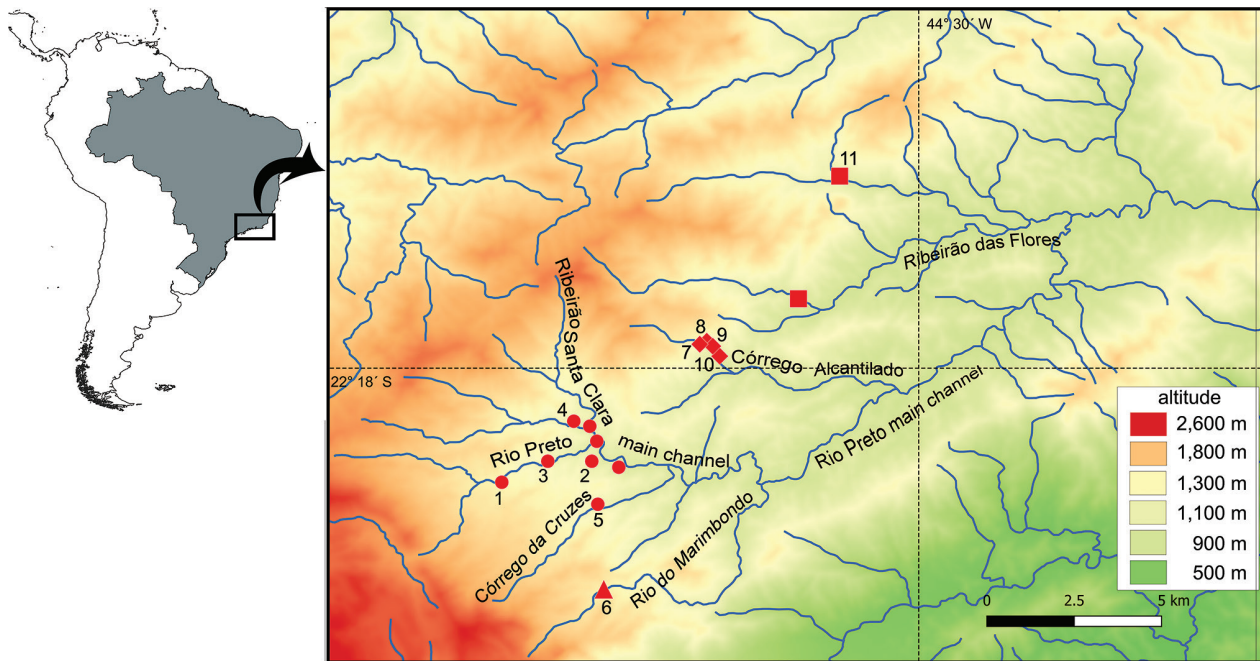 44° 30´ W
11
Ribeirão das Flores
Ribeirão Santa Clara
8
9
7
10
Córrego Alcantilado
22° 18´ S
4
Rio Preto main channel
Rio Preto main channel
3
2
1
5
Córrego da Cruzes
Rio do Marimbondo
6
altitude
2,600 m
1,800 m
1,300 m
1,100 m
900 m
500 m
0 2.5 5 km